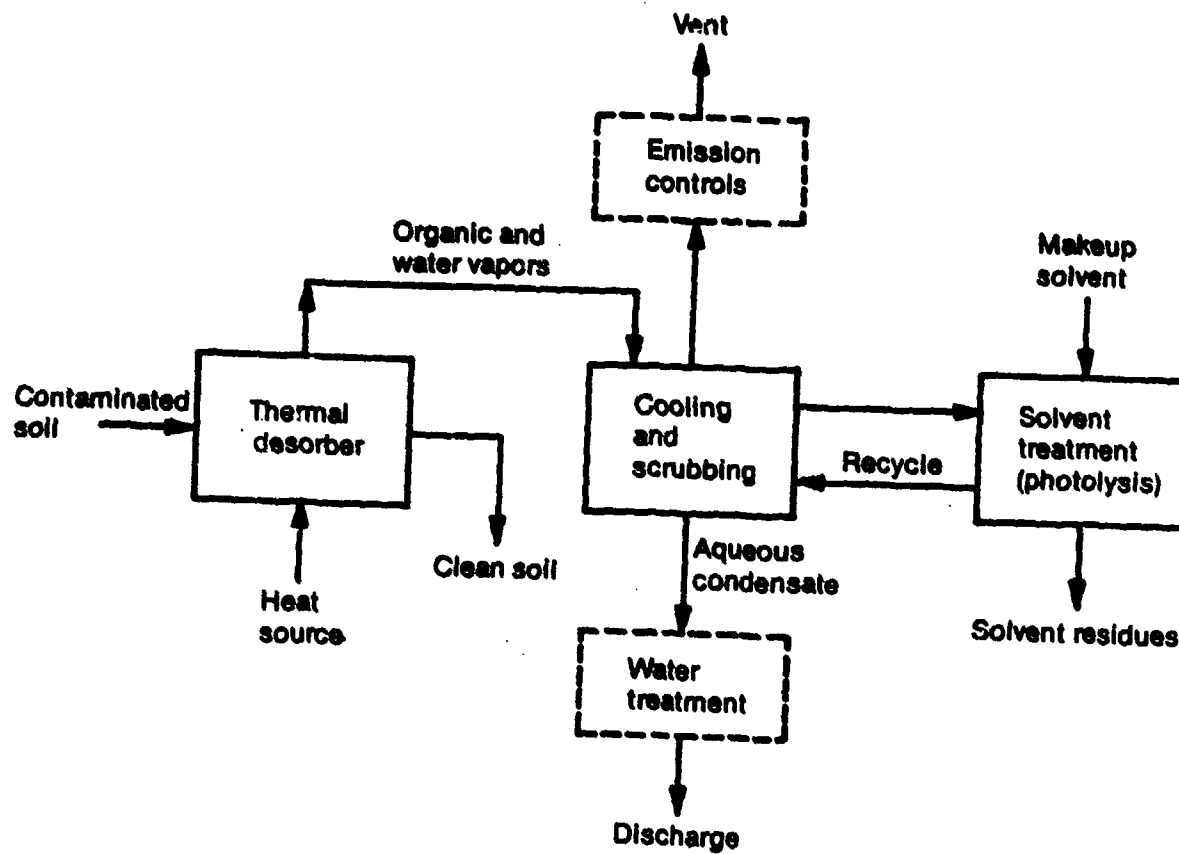 Vent
Emission
controls
Organic and
water vapors
Makeup
solvent
Contaminated
soil
Thermal
desorber
Cooling
and
scrubbing
Recycle
Solvent
treatment
(photolysis)
Clean soil
Heat
source
Aqueous
condensate
Solvent residues
Water
treatment
Discharge